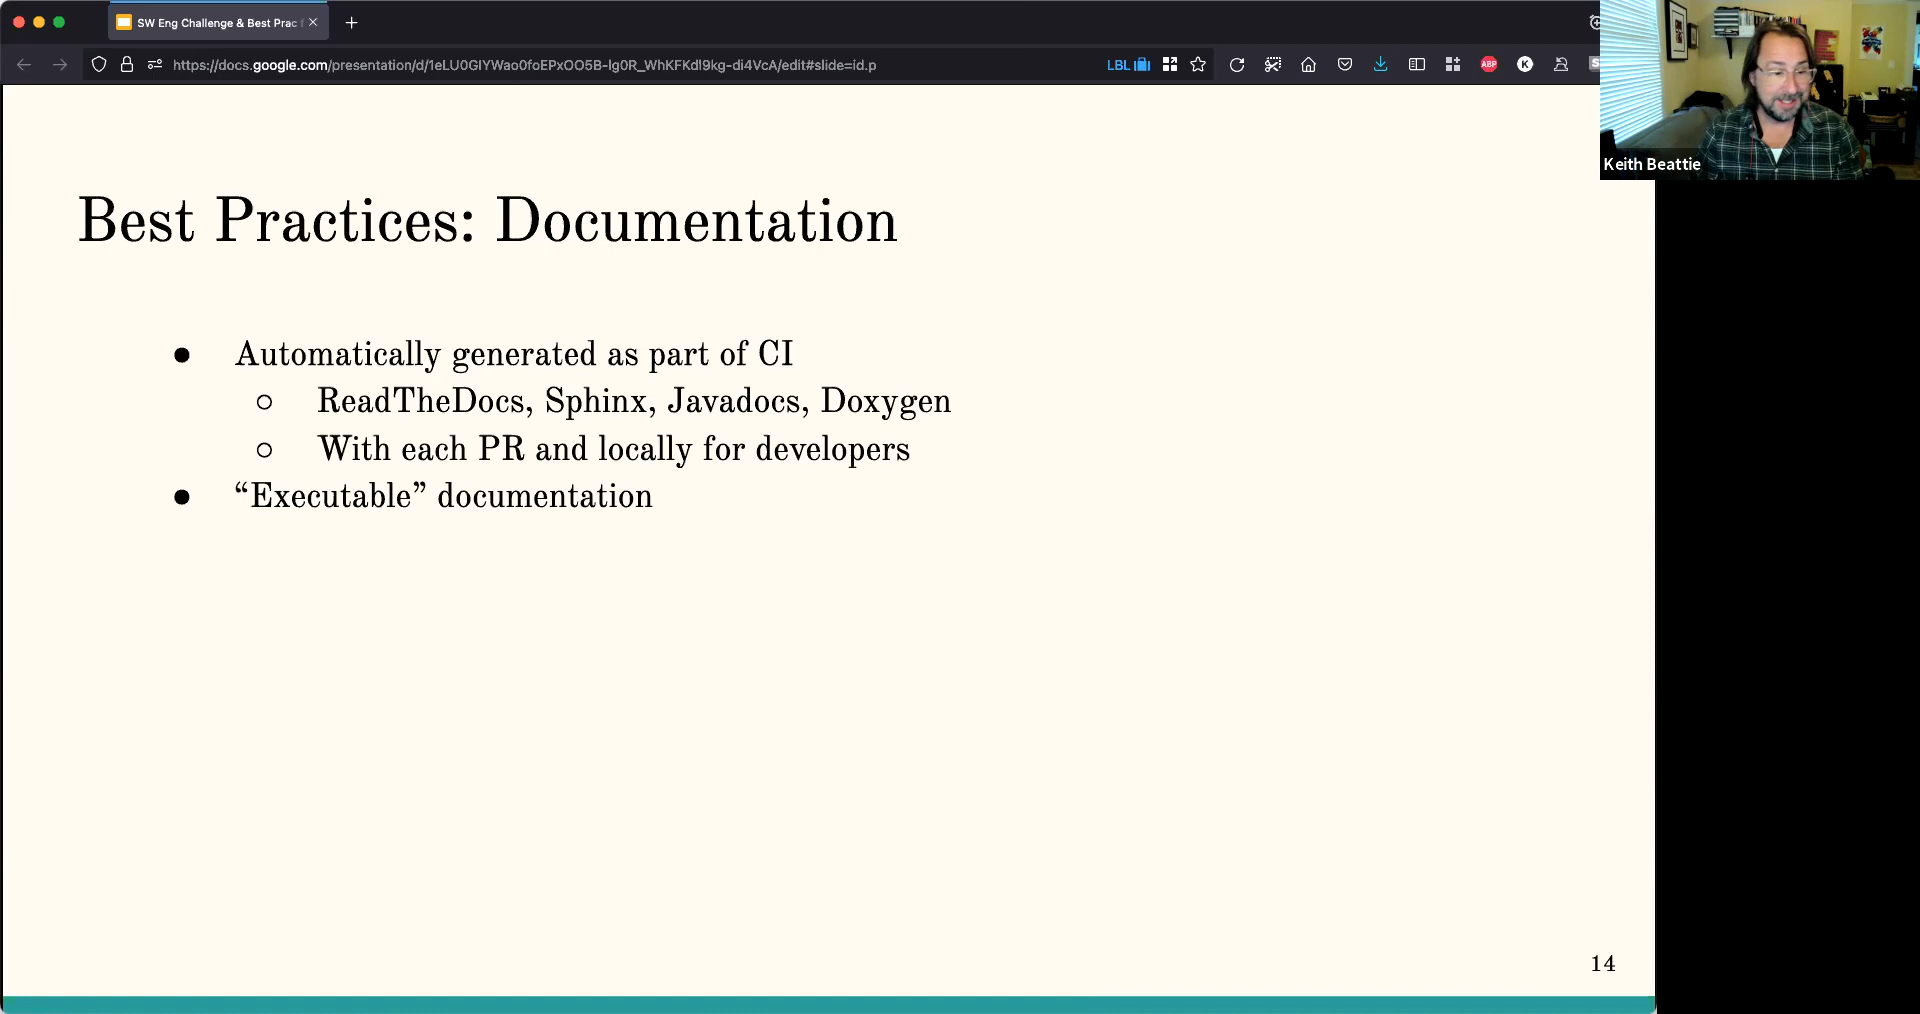 SW Eng Challenge & Best Prac
https://docs.google.com/presentation/d/1eLU0GIYWao0foEPxOO5B-Ig0R_WhKFKdl9kg-di4VcA/edit#slide=id.p
LBL
ABP
K
S
Keith Beattie
Best Practices: Documentation
● Automatically generated as part of CI
○ ReadTheDocs, Sphinx, Javadocs, Doxygen
○ With each PR and locally for developers
● “Executable” documentation
14